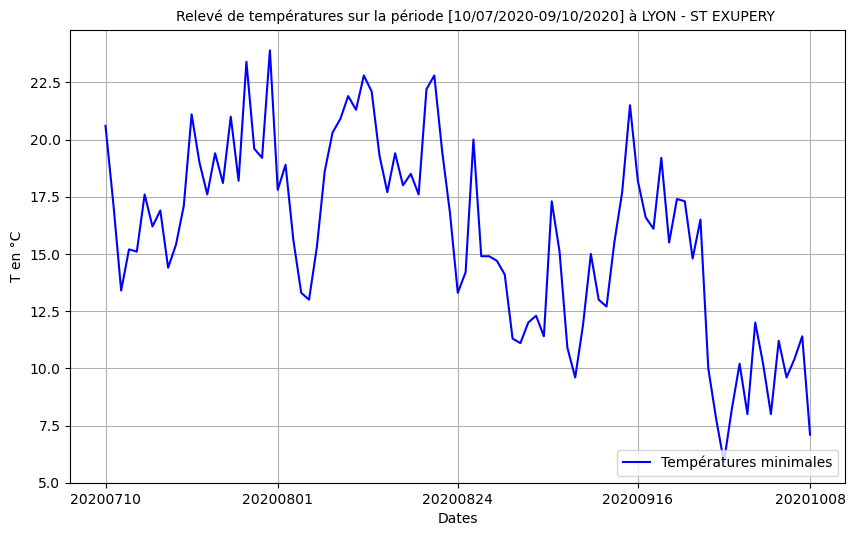 Relevé de températures sur la période [10/07/2020-09/10/2020] à LYON - ST EXUPERY
22.5
20.0
17.5
15.0
12.5
10.0
7.5
5.0
T en °C
Températures minimales
20200710 20200801 20200824 20200916 20201008
Dates